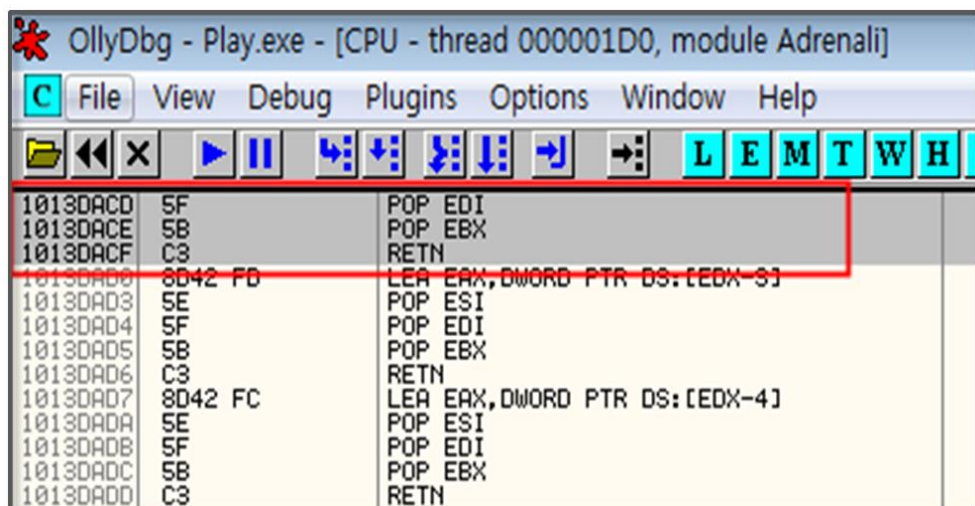 OllyDbg - Play.exe - [CPU - thread 000001D0, module Adrenali]
C File View Debug Plugins Options Window Help
L E M T W H
1013DACD 5F POP EDI
1013DACE 5B POP EBX
1013DACF C3 RETN
1013DAD0 8D42 FD LEA EAX,DWORD PTR DS:[EDX-3]
1013DAD3 5E POP ESI
1013DAD4 5F POP EDI
1013DAD5 5B POP EBX
1013DAD6 C3 RETN
1013DAD7 8D42 FC LEA EAX,DWORD PTR DS:[EDX-4]
1013DADA 5E POP ESI
1013DADB 5F POP EDI
1013DADC 5B POP EBX
1013DADD C3 RETN